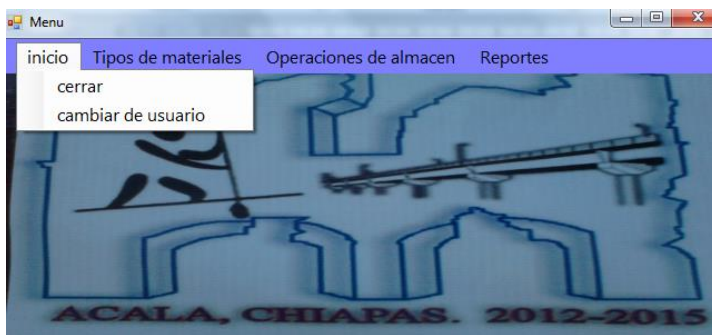 Menu
inicio Tipos de materiales Operaciones de almacen Reportes
cerrar
cambiar de usuario
ACALA, CHIAPAS. 2012-2015